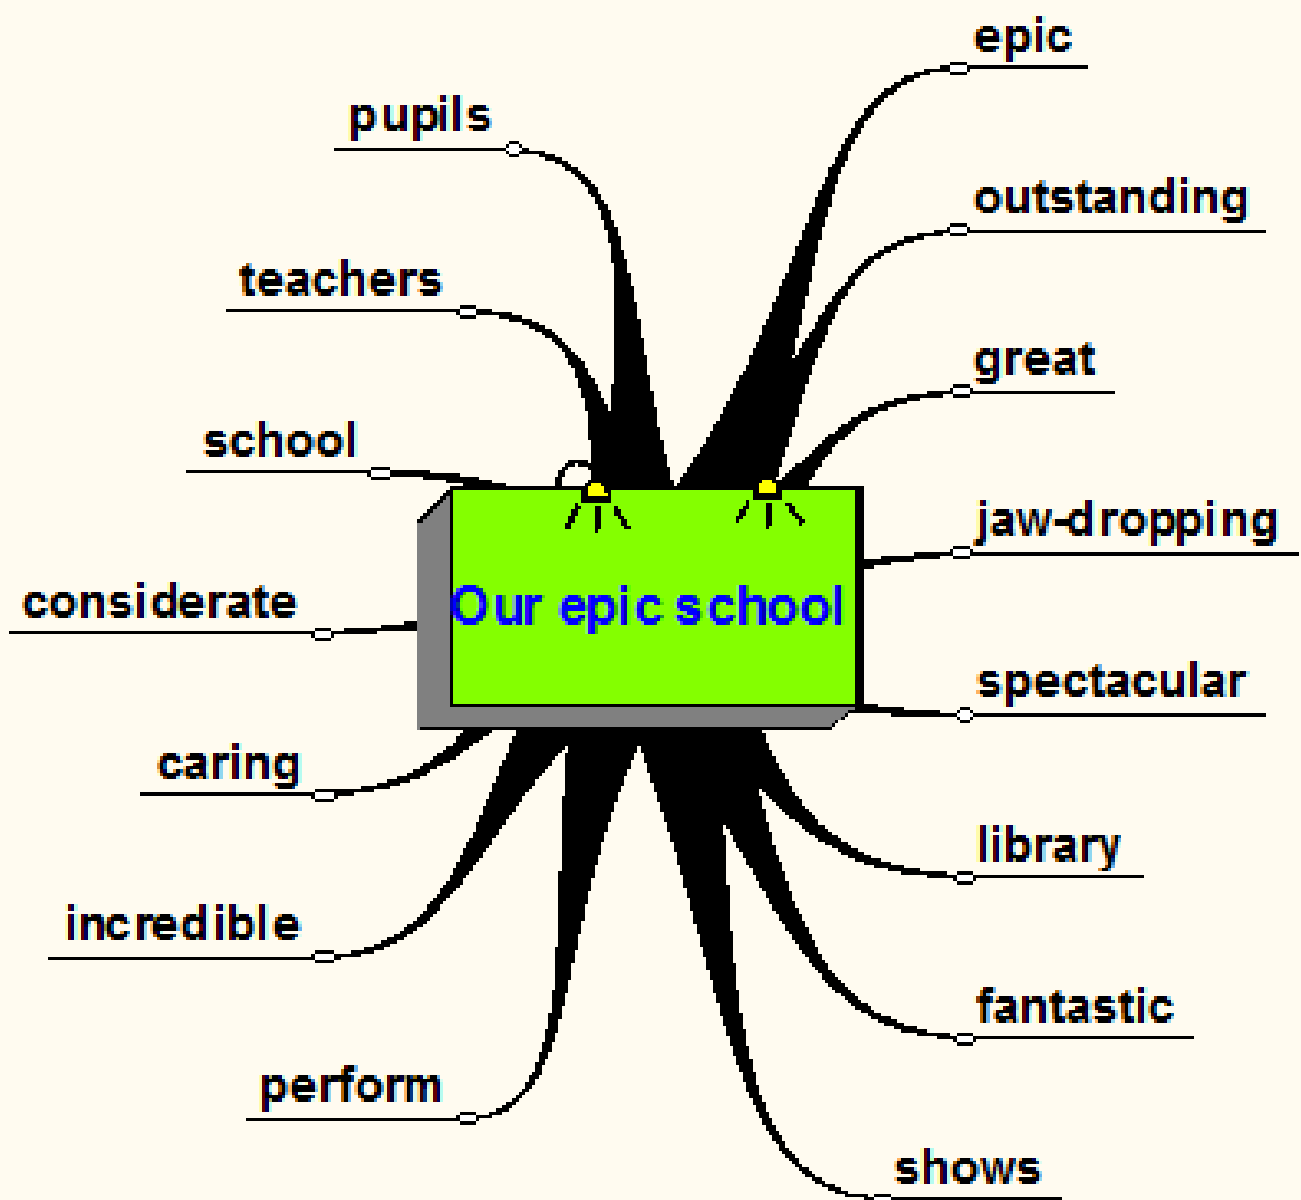 epic
pupils
outstanding
teachers
great
school
jaw-dropping
Our epic school
considerate
spectacular
caring
library
incredible
fantastic
perform
shows